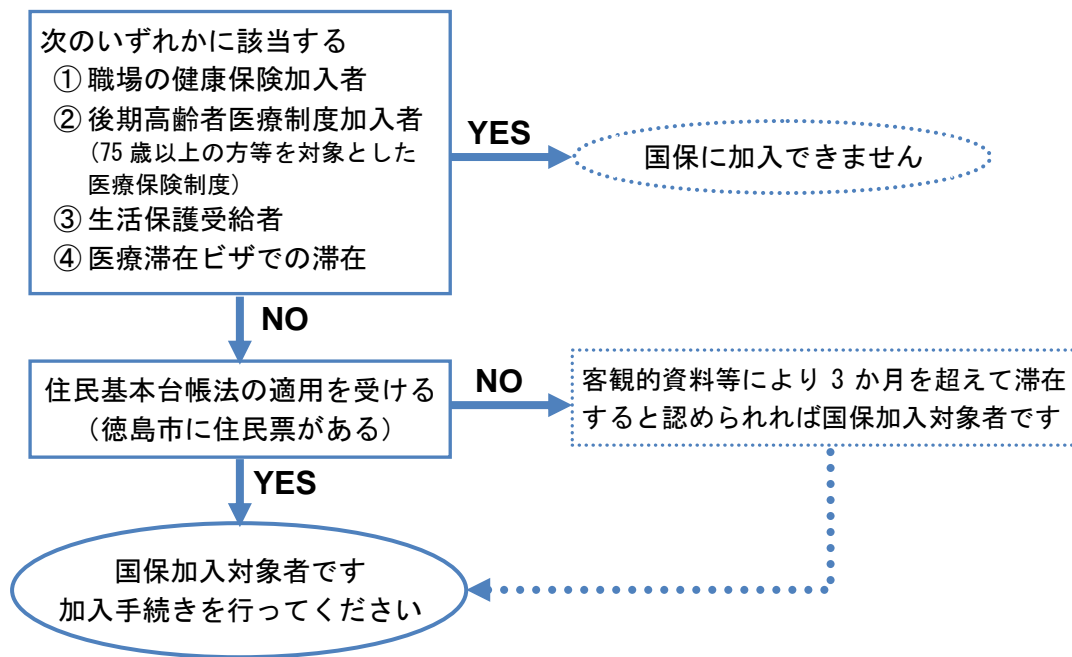 次のいずれかに該当する
① 職場の健康保険加入者
② 後期高齢者医療制度加入者
(75 歳以上の方等を対象とした
医療保険制度)
③ 生活保護受給者
④ 医療滞在ビザでの滞在
YES
国保に加入できません
NO
住民基本台帳法の適用を受ける
(徳島市に住民票がある)
NO
客観的資料等により 3 か月を超えて滞在
すると認められれば国保加入対象者です
YES
国保加入対象者です
加入手続きを行ってください